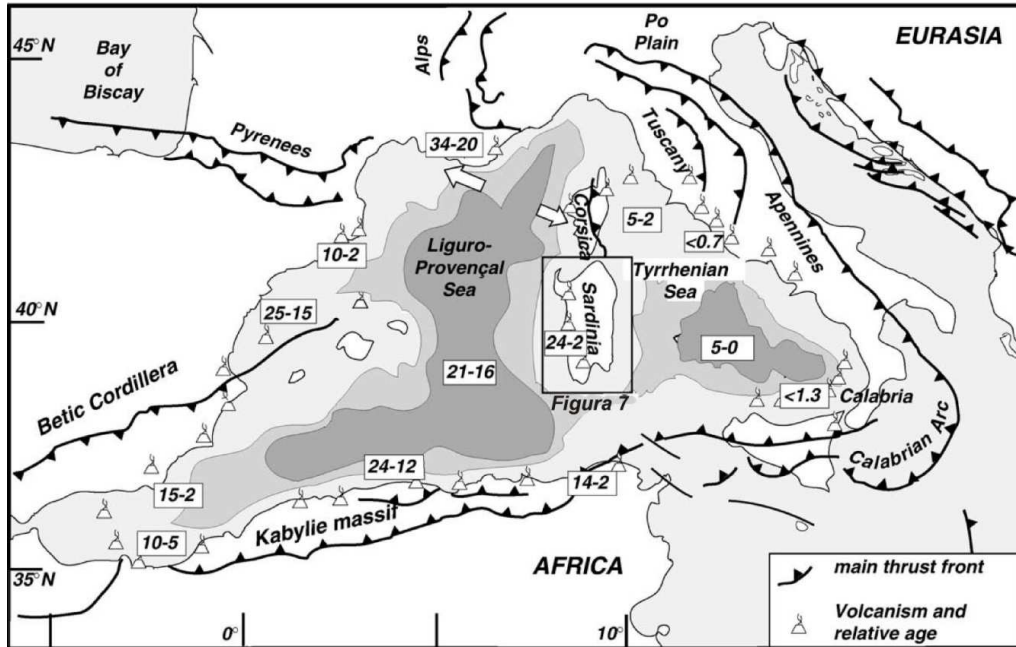 45°N
Bay
of
Biscay
Alps
Po
Plain
EURASIA
Pyrenees
34-20
Tuscany
Corsica
5-2
<0.7
Apennines
10-2
Liguro-
Provençal
Sea
Tyrrhenian
Sea
40°N
25-15
Sardinia
24-2
5-0
21-16
Betic Cordillera
Figura 7
<1.3
Calabria
Calabrian Arc
24-12
14-2
15-2
Kabylie massif
10-5
AFRICA
35°N
main thrust front
Volcanism and
relative age
0°
10°